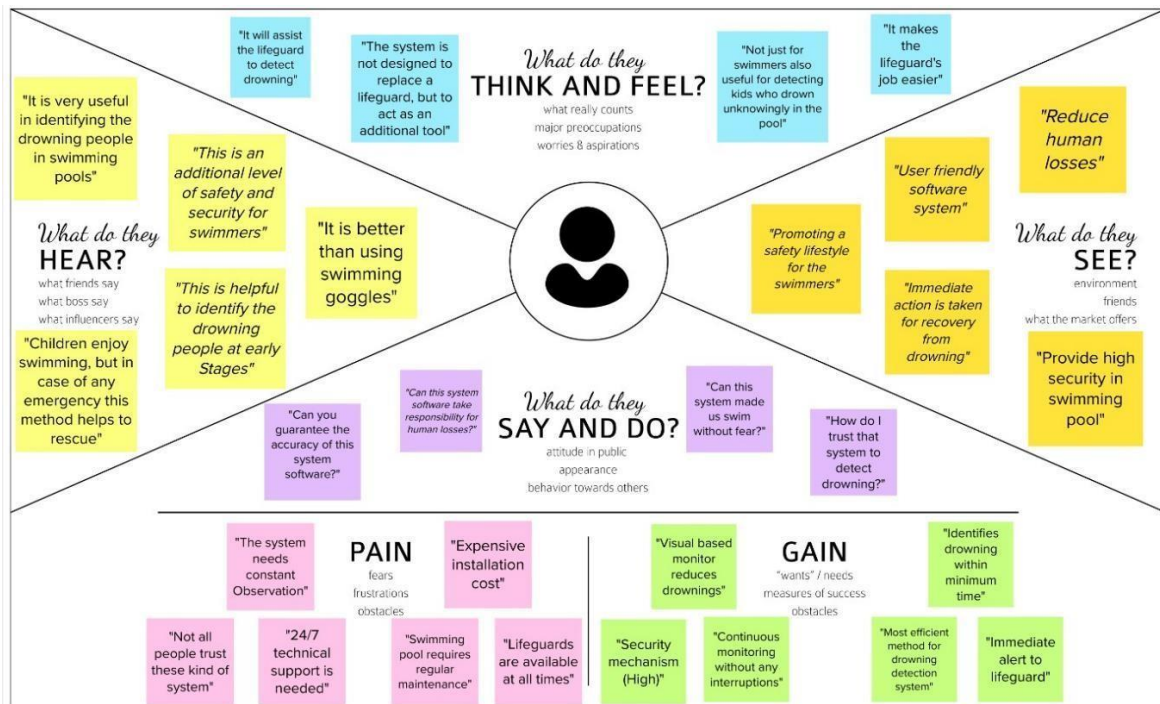 "It will assist
the lifeguard
to detect
drowning"
"The system is
not designed to
replace a
lifeguard, but to
act as an
additional tool"
What do they
THINK AND FEEL?
what really counts
major preoccupations
worries & aspirations
"Not just for
swimmers also
useful for detecting
kids who drown
unknowingly in the
pool"
"It makes
the
lifeguard's
job easier"
"It is very useful
in identifying the
drowning people
in swimming
pools"
"This is an
additional level
of safety and
security for
swimmers"
"It is better
than using
swimming
goggles"
What do they
HEAR?
what friends say
what boss say
what influencers say
"This is helpful
to identify the
drowning
people at early
Stages"
"Children enjoy
swimming, but in
case of any
emergency this
method helps to
rescue"
"Reduce
human
losses"
"User friendly
software
system"
"Promoting a
safety lifestyle
for the
swimmers"
What do they
SEE?
environment
friends
what the market offers
"Immediate
action is taken
for recovery
from
drowning"
"Provide high
security in
swimming
pool"
"Can you
guarantee the
accuracy of this
system
software?"
"Can this system
software take
responsibility for
human losses?"
What do they
SAY AND DO?
attitude in public
appearance
behavior towards others
"Can this
system made
us swim
without fear?"
"How do I
trust that
system to
detect
drowning?"
"The system
needs
constant
Observation"
PAIN
fears
frustrations
obstacles
"Expensive
installation
cost"
"Not all
people trust
these kind of
system"
"24/7
technical
support is
needed"
"Swimming
pool requires
regular
maintenance"
"Lifeguards
are available
at all times"
"Visual based
monitor
reduces
drownings"
GAIN
"wants" / needs
measures of success
obstacles
"Identifies
drowning
within
minimum
time"
"Security
mechanism
(High)"
"Continuous
monitoring
without any
interruptions"
"Most efficient
method for
drowning
detection
system"
"Immediate
alert to
lifeguard"